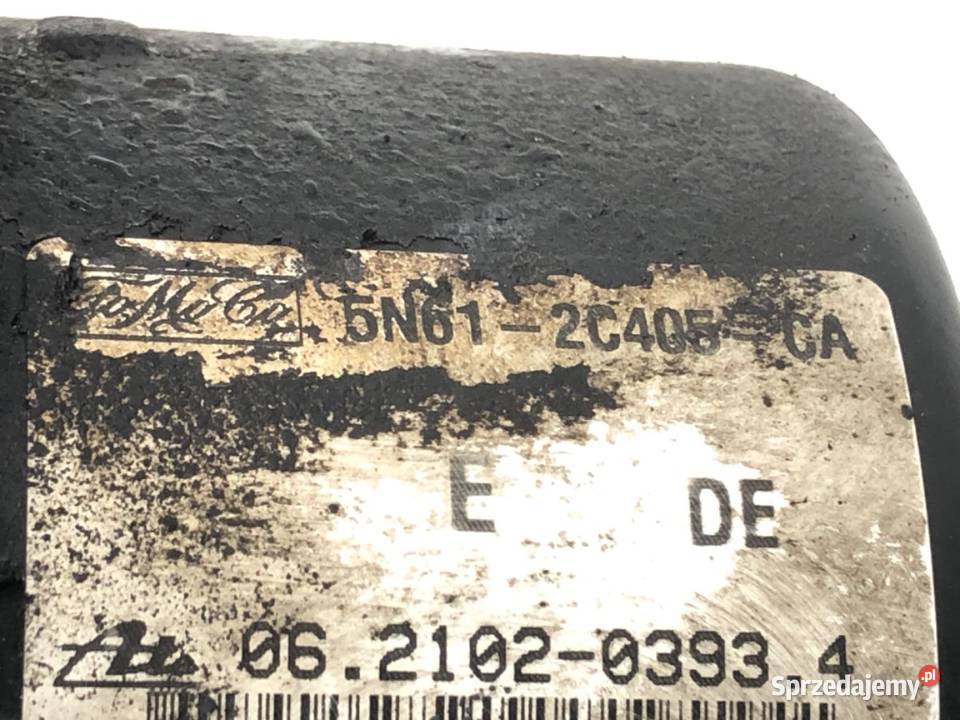 FoMoCo 5N61-2C405-CA
E DE
Ate 06.2102-0393 4
Sprzedajemy.pl